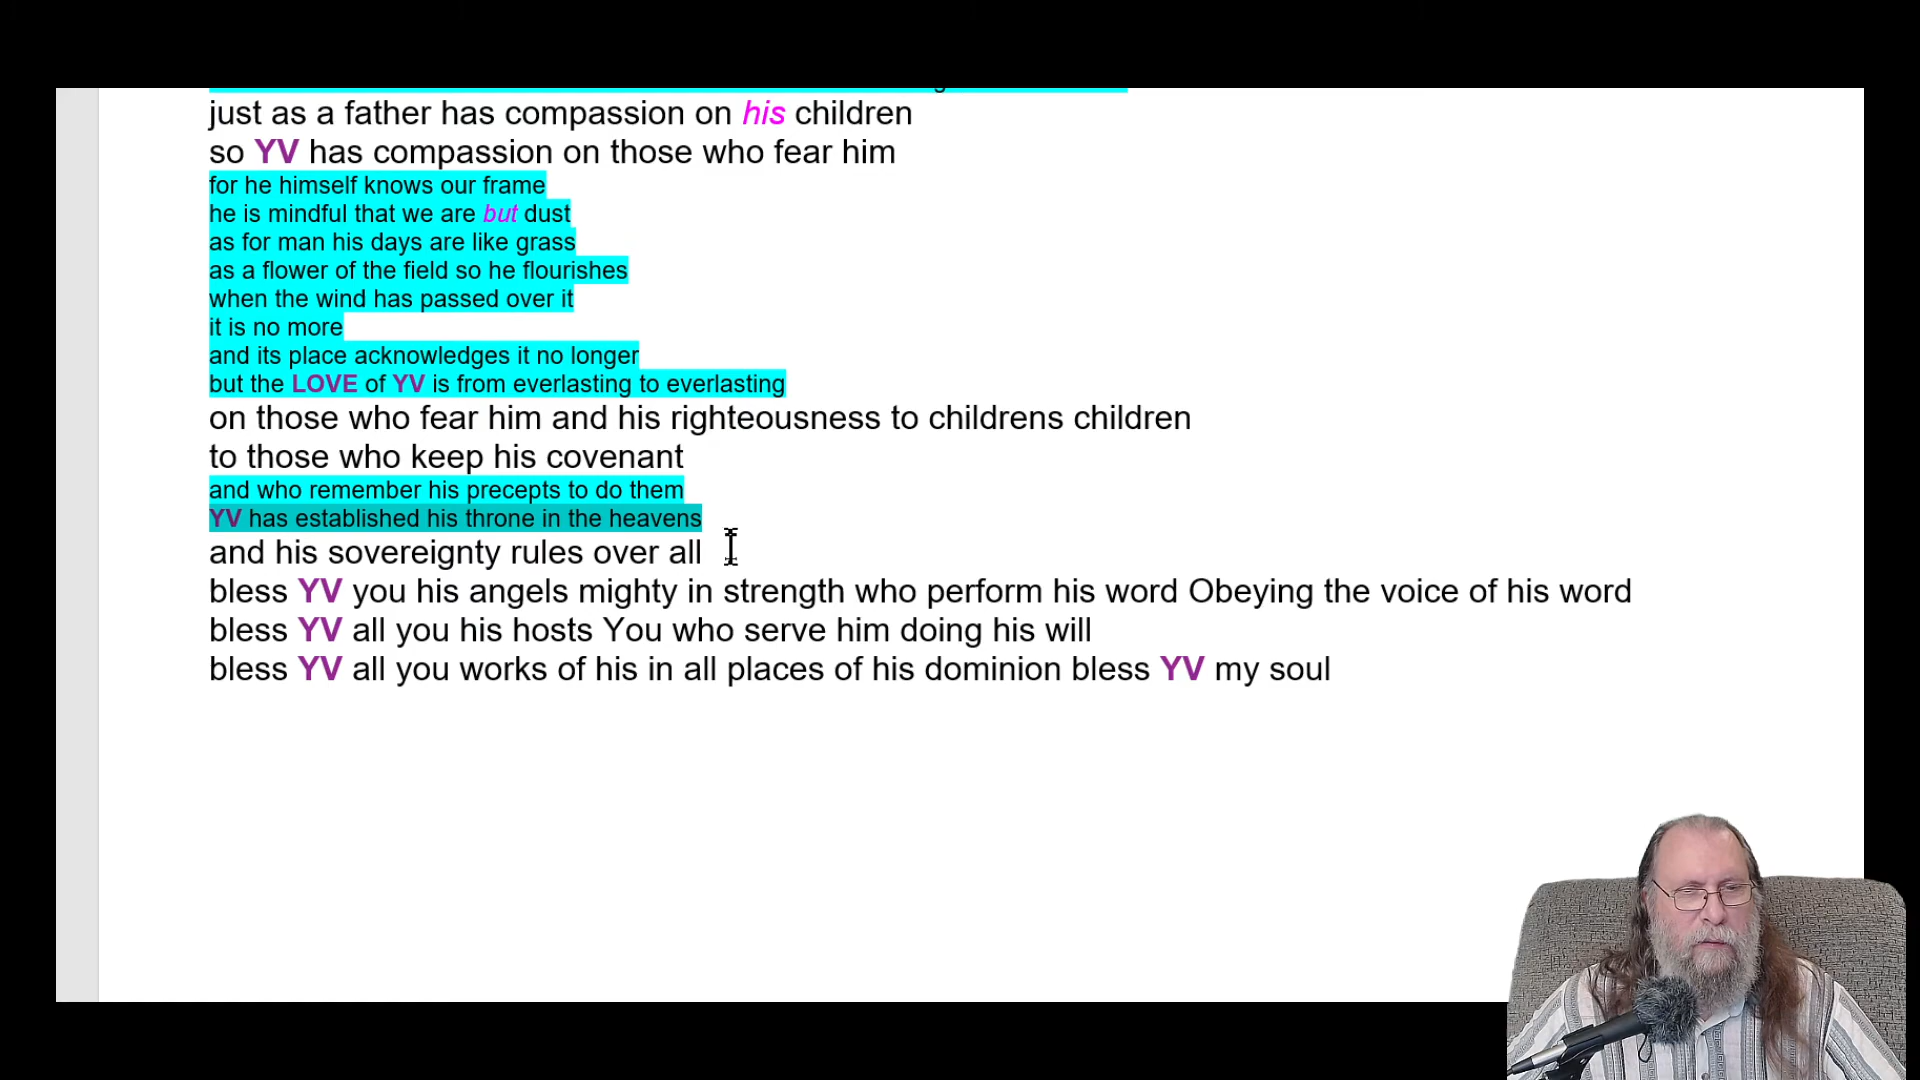 just as a father has compassion on his children
so YV has compassion on those who fear him
for he himself knows our frame
he is mindful that we are but dust
as for man his days are like grass
as a flower of the field so he flourishes
when the wind has passed over it
it is no more
and its place acknowledges it no longer
but the LOVE of YV is from everlasting to everlasting
on those who fear him and his righteousness to childrens children
to those who keep his covenant
and who remember his precepts to do them
YV has established his throne in the heavens
and his sovereignty rules over all
bless YV you his angels mighty in strength who perform his word Obeying the voice of his word
bless YV all you his hosts You who serve him doing his will
bless YV all you works of his in all places of his dominion bless YV my soul